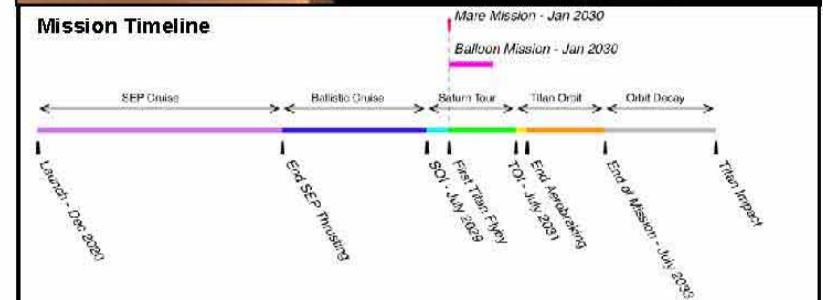 Mission Timeline
Mare Mission - Jan 2030
Balloon Mission - Jan 2030
SEP Cruise
Ballistic Cruise
Saturn Tour
Titan Orbit
Orbit Decay
Launch - Dec 2020
End SEP Thrusting
SOI - July 2029
First Titan Flyby
TOI - July 2031
End Aerobraking
End of Mission - July 2033
Titan Impact